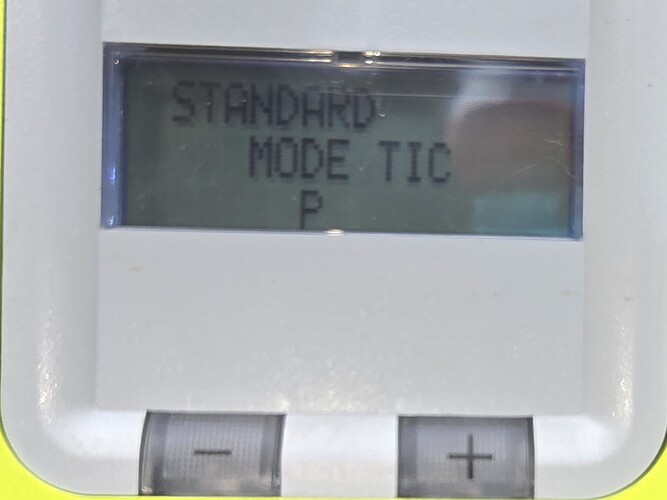 STANDARD
MODE TIC
P
- +